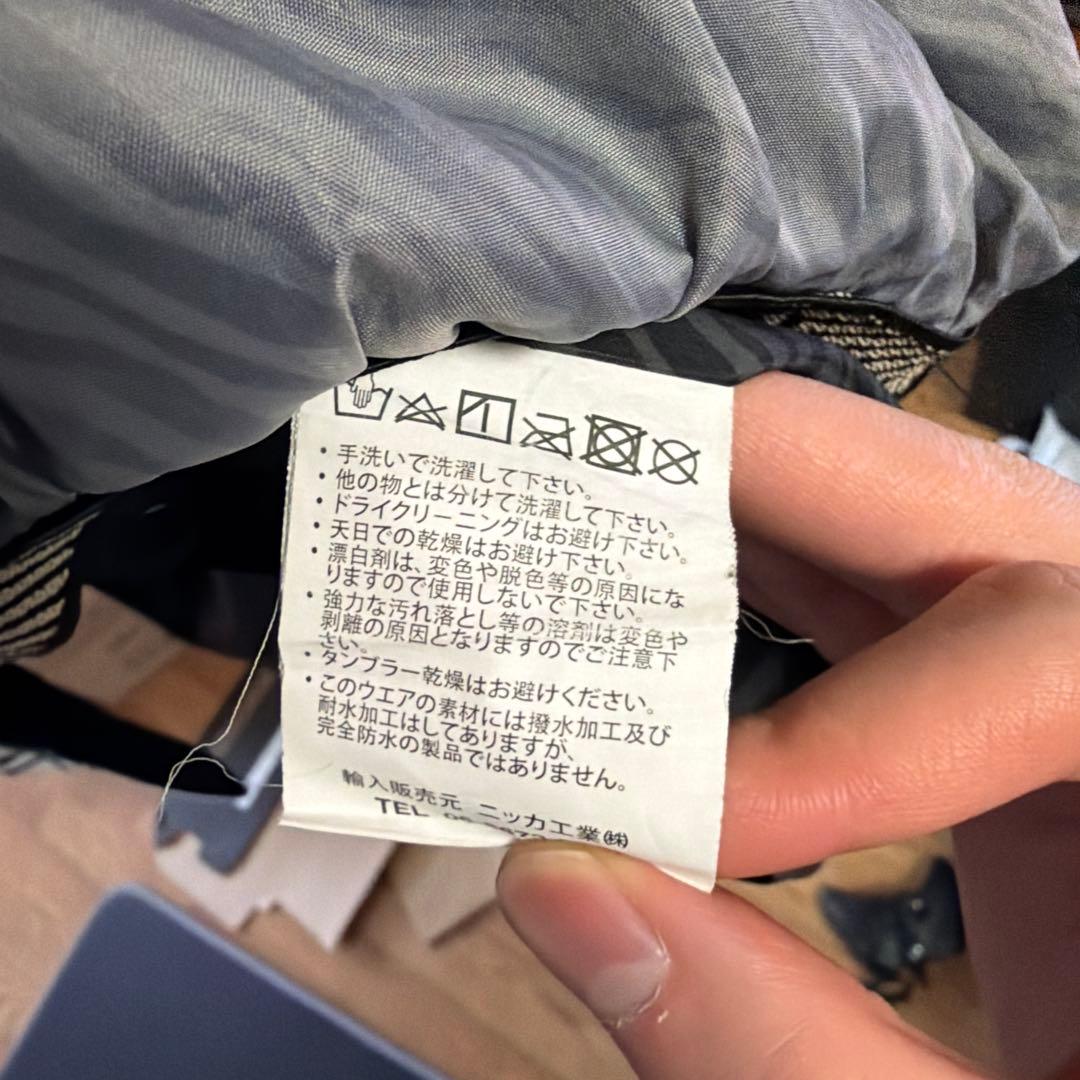 ・手洗いで洗濯して下さい。
・他の物とは分けて洗濯して下さい。
・ドライクリーニングはお避け下さい。
・天日での乾燥はお避け下さい。
・漂白剤は、変色や脱色等の原因にな
りますので使用しないで下さい。
・強力な汚れ落とし等の溶剤は変色や
剥離の原因となりますのでご注意下
さい。
・タンブラー乾燥はお避けください。
・このウエアの素材には撥水加工及び
耐水加工はしてありますが、
完全防水の製品ではありません。
輸入販売元 ニッカ工業㈱
TEL